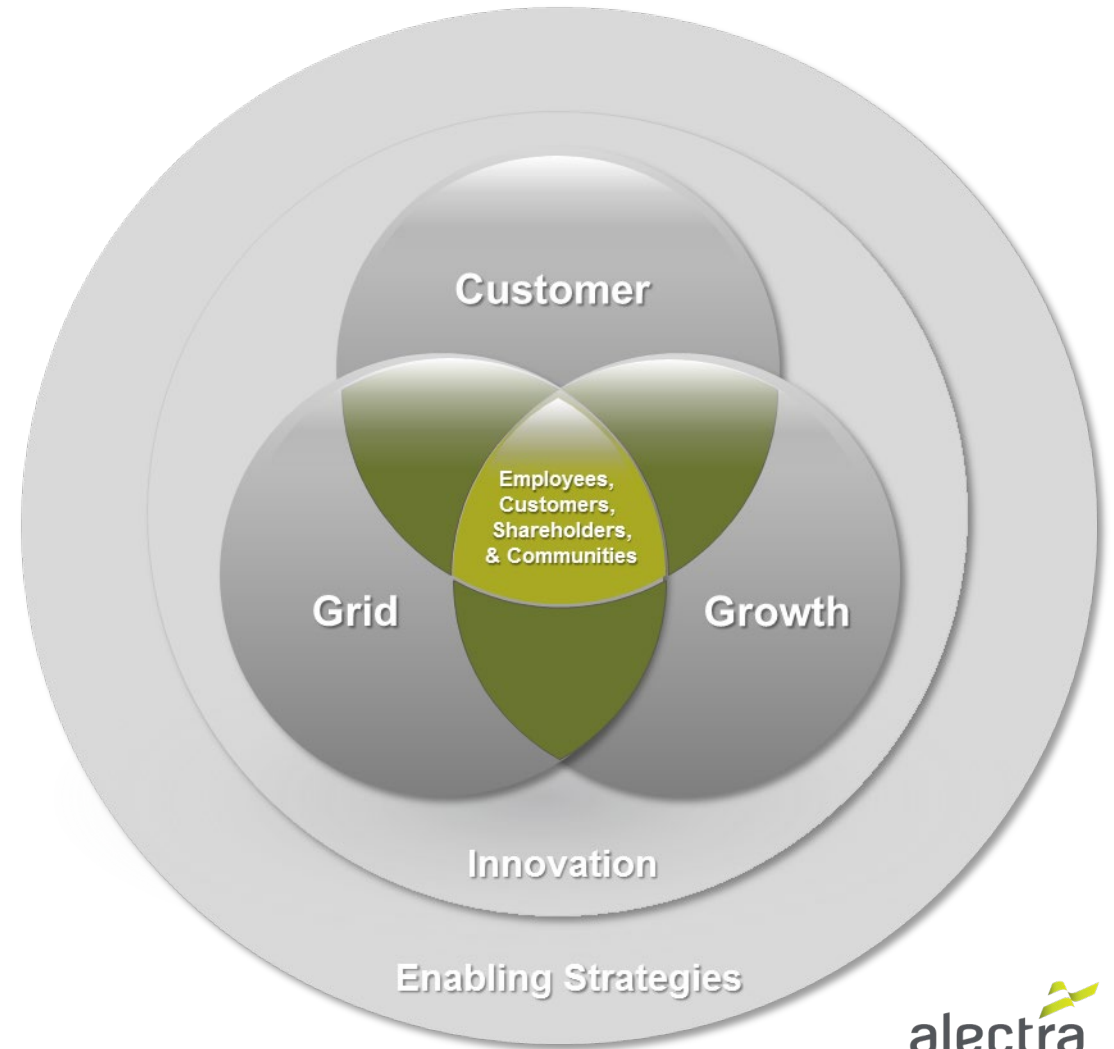 Customer
Employees,
Customers,
Shareholders,
& Communities
Grid
Growth
Innovation
Enabling Strategies
alectra